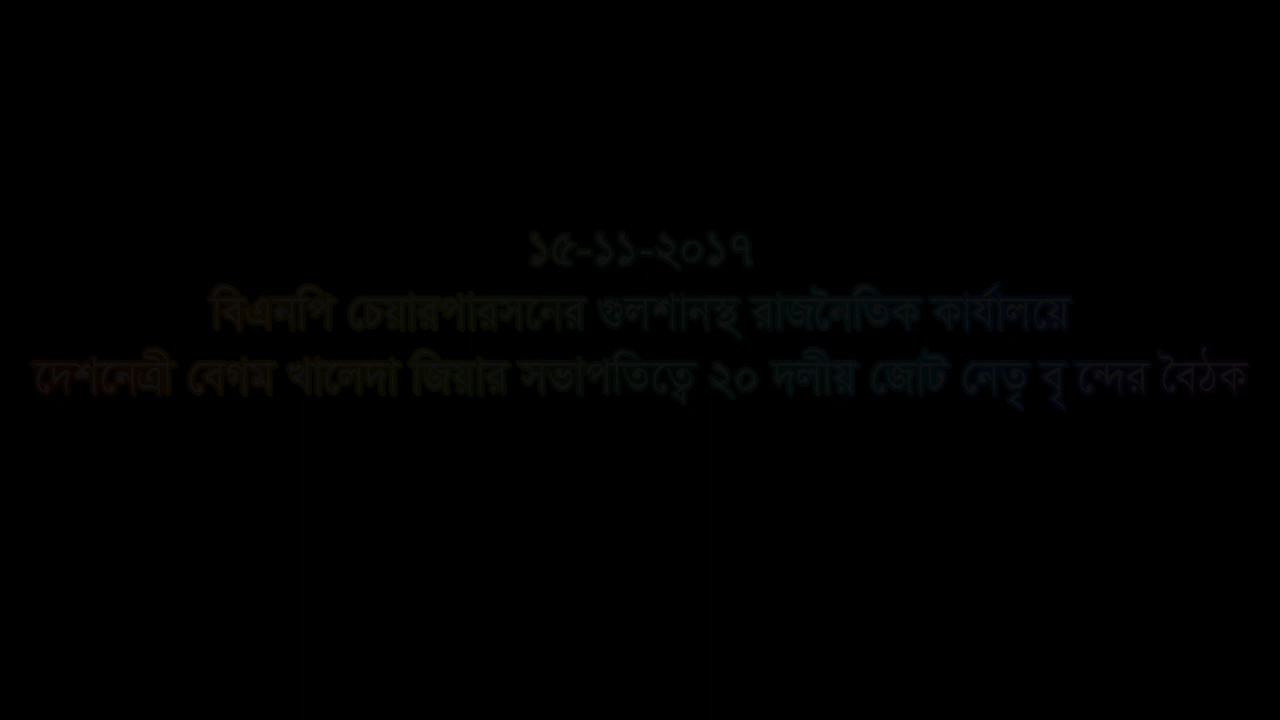 ১৫-১১-২০১৭
বিএনপি চেয়ারপারসনের গুলশানস্থ রাজনৈতিক কার্যালয়ে
দেশনেত্রী বেগম খালেদা জিয়ার সভাপতিত্বে ২০ দলীয় জোট নেতৃ বৃ ন্দের বৈঠক